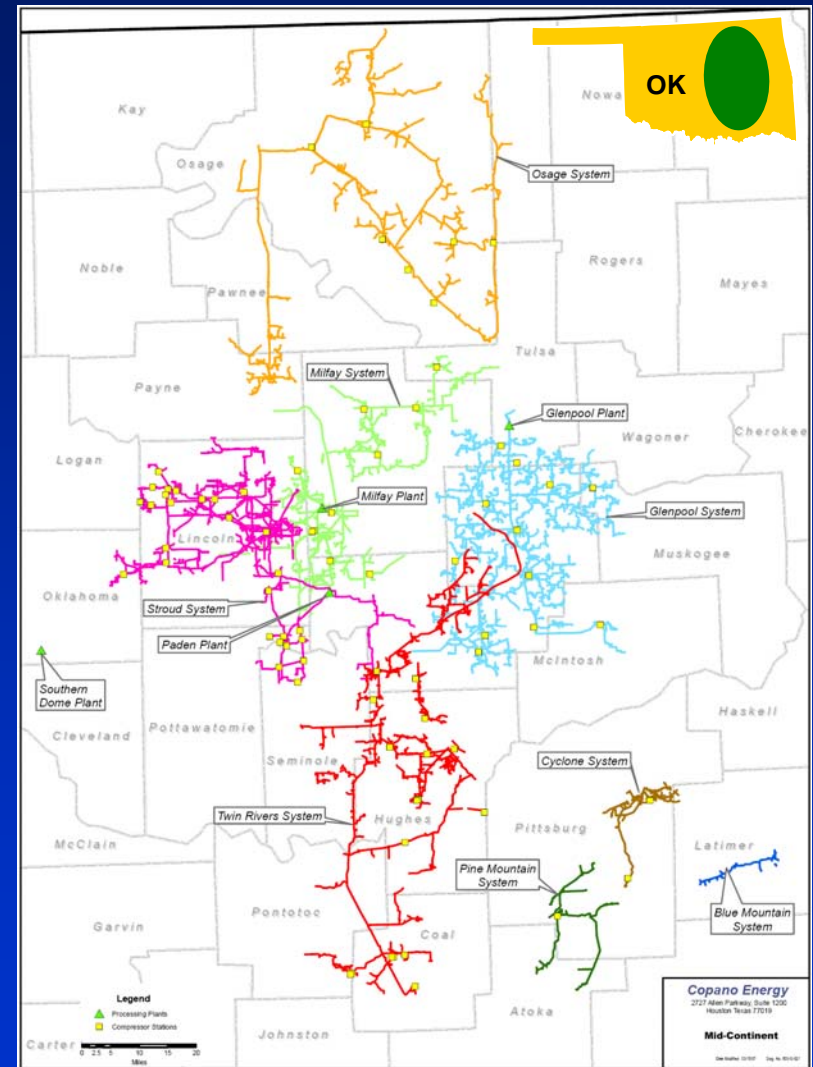 OK
Kay
Nowa
Osage
Osage System
Noble
Rogers
Mayes
Pawnee
Tulsa
Milfay System
Payne
Glenpool Plant
Wagoner
Cherokee
Logan
Milfay Plant
Glenpool System
Lincoln
Muskogee
Oklahoma
Stroud System
Paden Plant
McIntosh
Southern
Dome Plant
Haskell
Pottawatomie
Cleveland
Seminole
Cyclone System
Twin Rivers System
Hughes
Pittsburg
McClain
Latimer
Pine Mountain
System
Garvin
Pontotoc
Blue Mountain
System
Coal
Legend
Processing Plants
Compressor Stations
Atoka
Copano Energy
2727 Allen Parkway, Suite 1200
Houston Texas 77019
Johnston
Mid-Continent
Carter
0 2.5 5 10 15 20
Miles